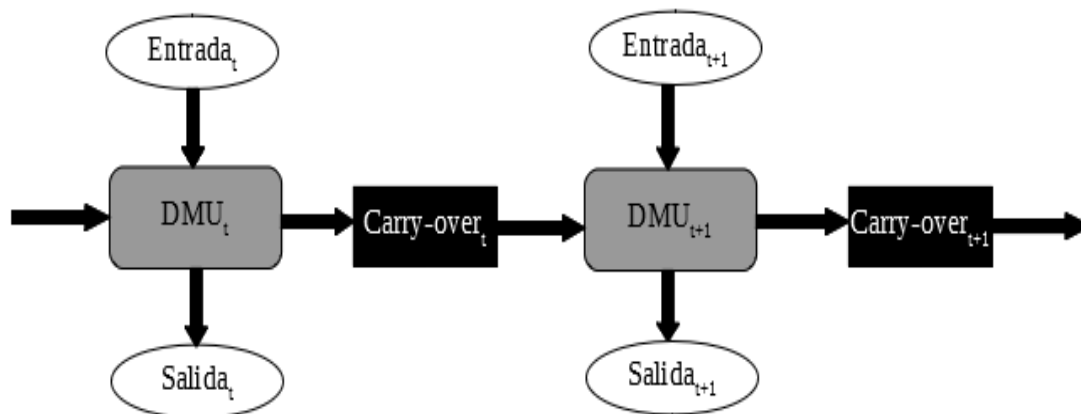 Entrada_t
Entrada_t+1
DMU_t
Carry-over_t
DMU_t+1
Carry-over_t+1
Salida_t
Salida_t+1